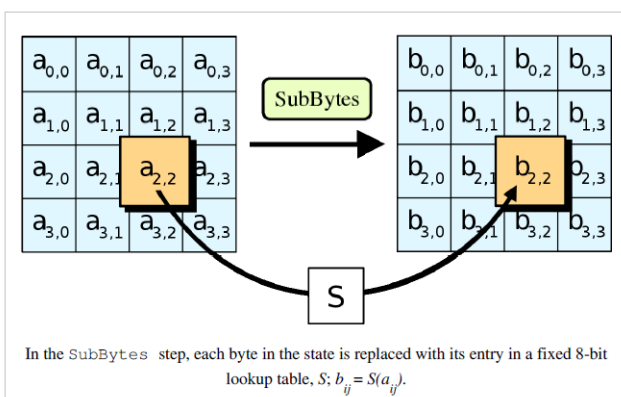 a0,0 a0,1 a0,2 a0,3
a1,0 a1,1 a1,2 a1,3
a2,0 a2,1 a2,2 a2,3
a3,0 a3,1 a3,2 a3,3
SubBytes
b0,0 b0,1 b0,2 b0,3
b1,0 b1,1 b1,2 b1,3
b2,0 b2,1 b2,2 b2,3
b3,0 b3,1 b3,2 b3,3
S
In the SubBytes step, each byte in the state is replaced with its entry in a fixed 8-bit
lookup table, S; bij = S(aij).